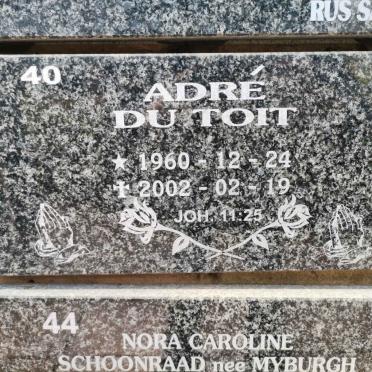 RUS S
40
ADRÉ
DU TOIT
★ 1960 - 12 - 24
✝ 2002 - 02 - 19
JOH. 11:25
44
NORA CAROLINE
SCHOONRAAD nee MYBURGH